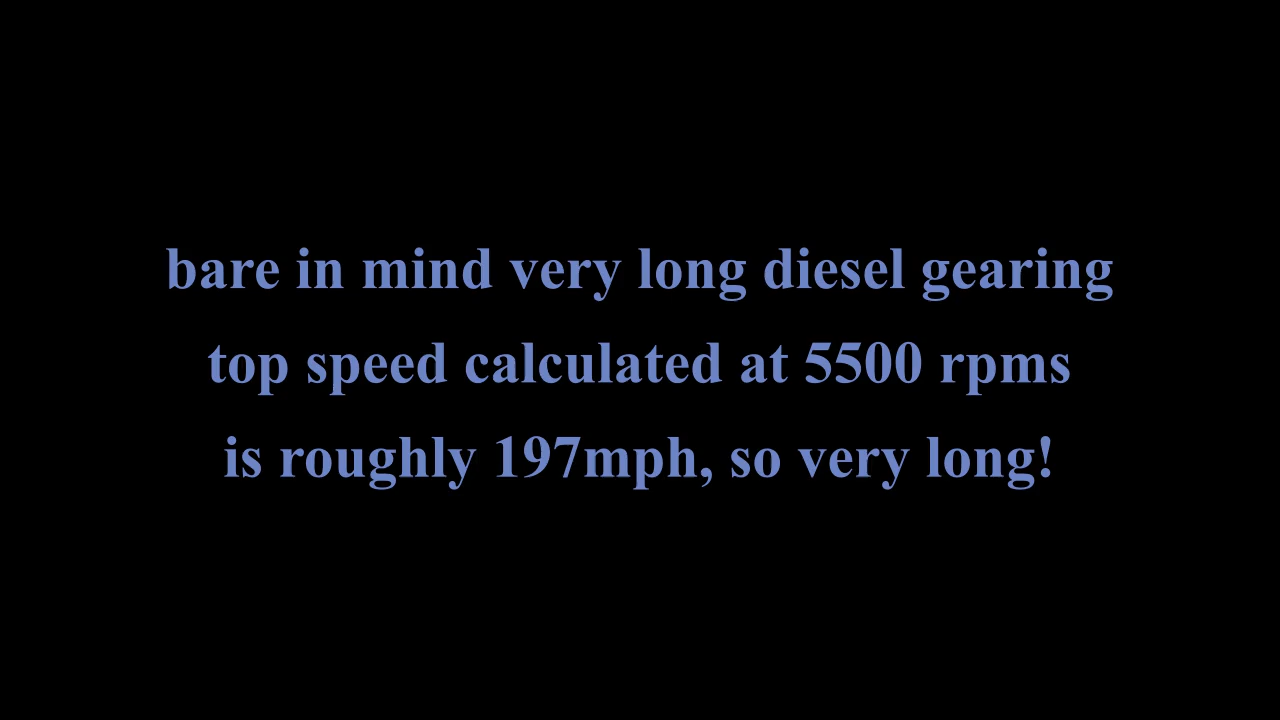 bare in mind very long diesel gearing
top speed calculated at 5500 rpms
is roughly 197mph, so very long!